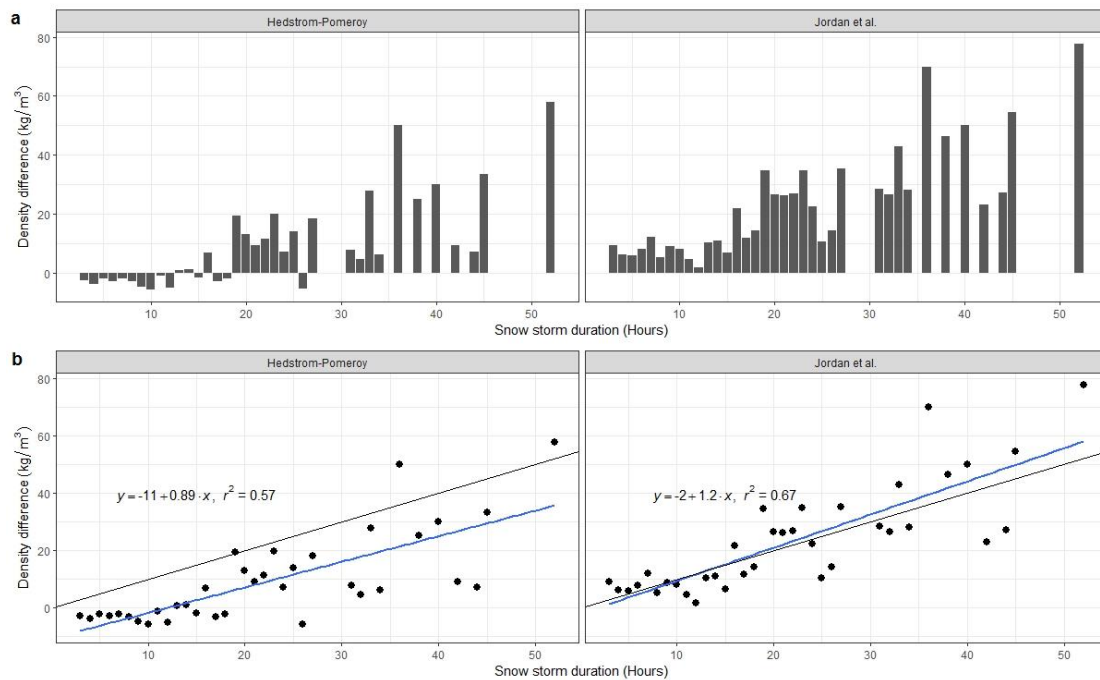 a
Hedstrom-Pomeroy
Jordan et al.
80
60
40
20
0
Density difference (kg/m³)
10 20 30 40 50
10 20 30 40 50
Snow storm duration (Hours)
b
Hedstrom-Pomeroy
Jordan et al.
80
60
40
20
0
Density difference (kg/m³)
y = -11 + 0.89 · x, r² = 0.57
y = -2 + 1.2 · x, r² = 0.67
10 20 30 40 50
10 20 30 40 50
Snow storm duration (Hours)